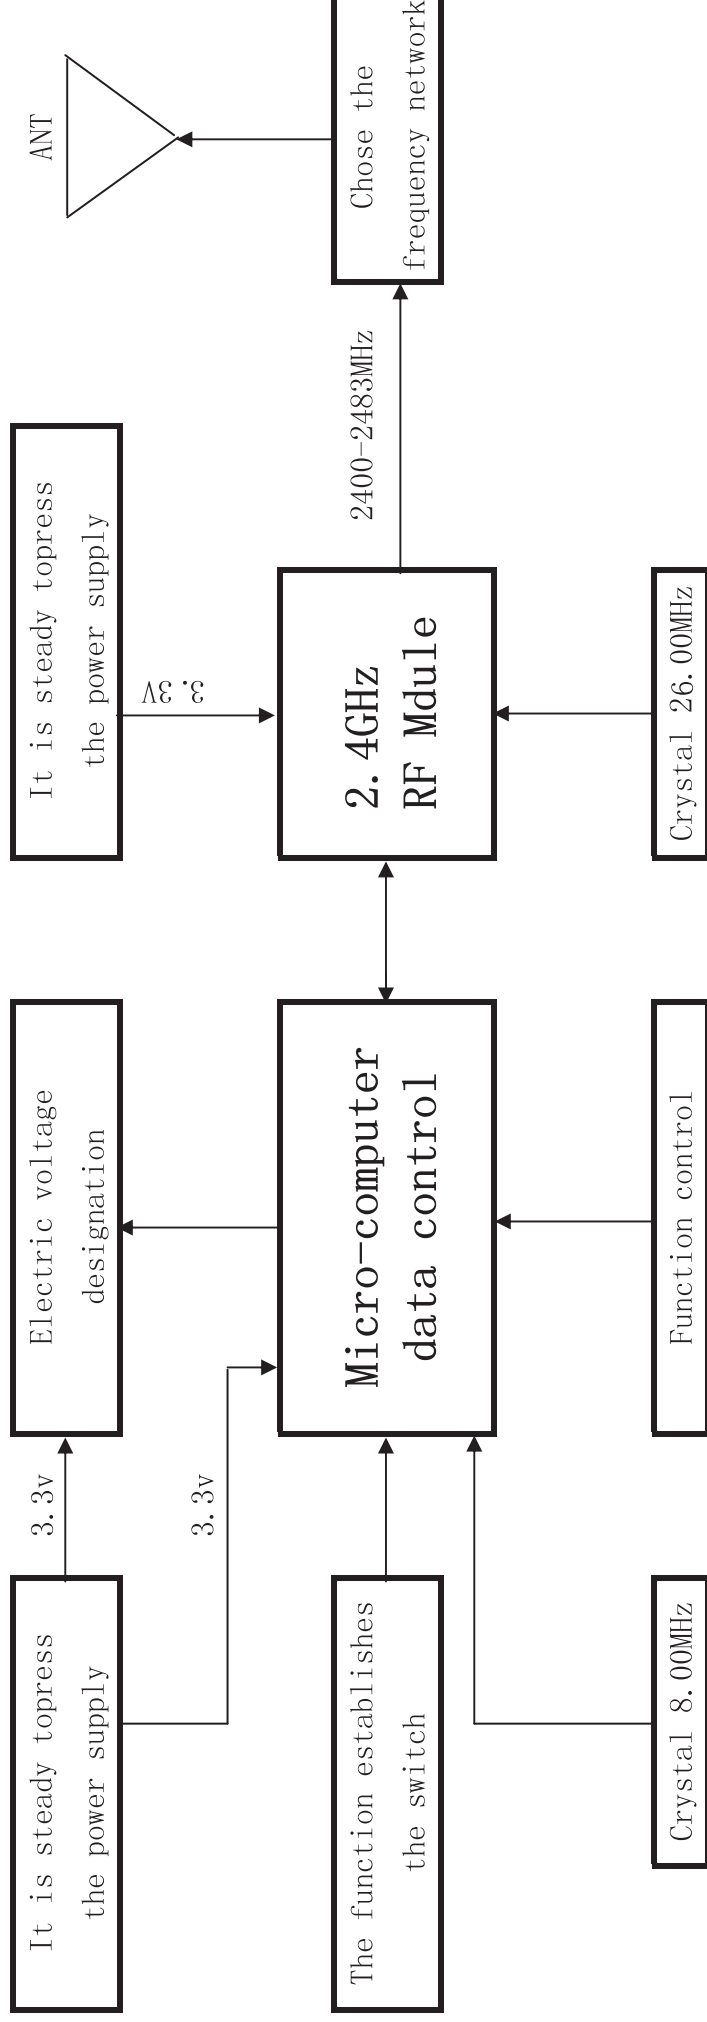 It is steady topress
the power supply
3.3v
Electric voltage
designation
It is steady topress
the power supply
ANT
3.3v
3.3V
The function establishes
the switch
Micro-computer
data control
2.4GHz
RF Mdule
2400-2483MHz
Chose the
frequency network
Crystal 8.00MHz
Function control
Crystal 26.00MHz